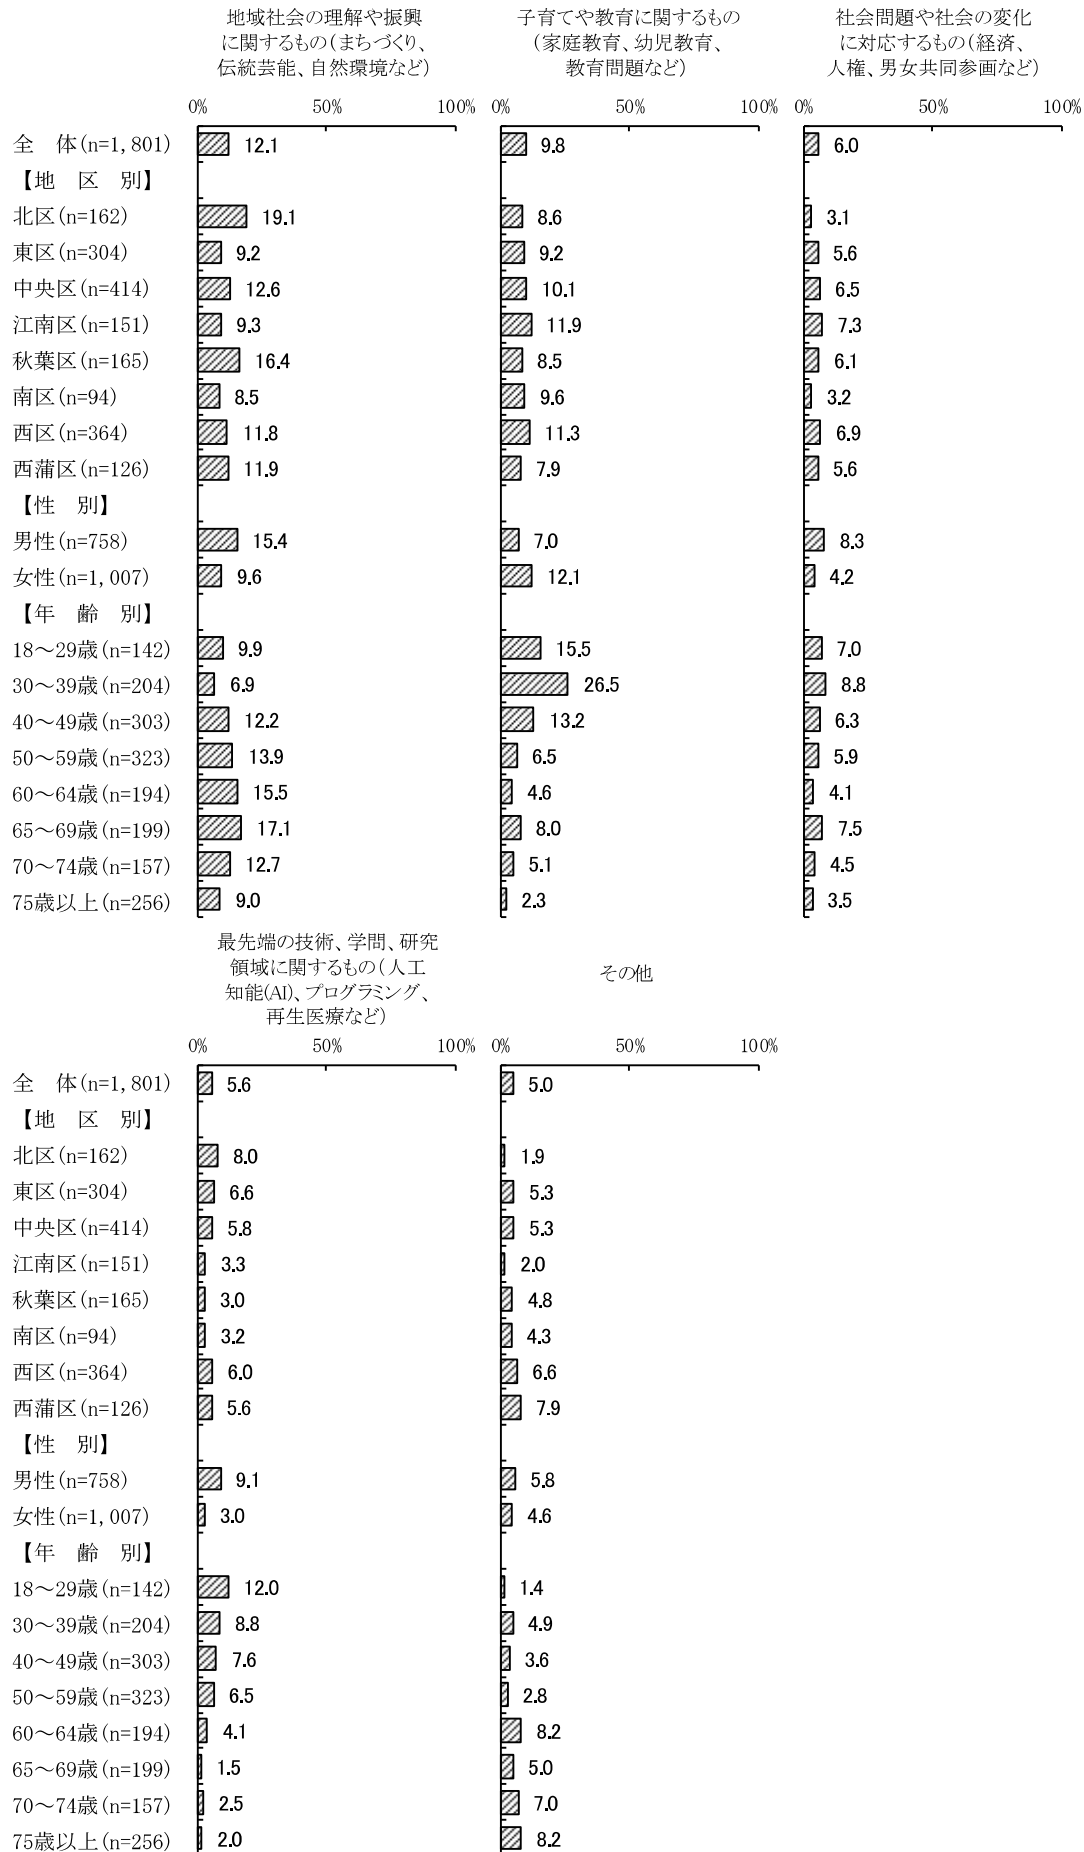 地域社会の理解や振興
に関するもの（まちづくり、
伝統芸能、自然環境など）
子育てや教育に関するもの
（家庭教育、幼児教育、
教育問題など）
社会問題や社会の変化
に対応するもの（経済、
人権、男女共同参画など）
0% 50% 100% 0% 50% 100% 0% 50% 100%
全　体(n=1,801) 12.1 9.8 6.0
【地　区　別】
北区(n=162) 19.1 8.6 3.1
東区(n=304) 9.2 9.2 5.6
中央区(n=414) 12.6 10.1 6.5
江南区(n=151) 9.3 11.9 7.3
秋葉区(n=165) 16.4 8.5 6.1
南区(n=94) 8.5 9.6 3.2
西区(n=364) 11.8 11.3 6.9
西蒲区(n=126) 11.9 7.9 5.6
【性　別】
男性(n=758) 15.4 7.0 8.3
女性(n=1,007) 9.6 12.1 4.2
【年　齢　別】
18～29歳(n=142) 9.9 15.5 7.0
30～39歳(n=204) 6.9 26.5 8.8
40～49歳(n=303) 12.2 13.2 6.3
50～59歳(n=323) 13.9 6.5 5.9
60～64歳(n=194) 15.5 4.6 4.1
65～69歳(n=199) 17.1 8.0 7.5
70～74歳(n=157) 12.7 5.1 4.5
75歳以上(n=256) 9.0 2.3 3.5
最先端の技術、学問、研究
領域に関するもの（人工
知能(AI)、プログラミング、
再生医療など）
その他
0% 50% 100% 0% 50% 100%
全　体(n=1,801) 5.6 5.0
【地　区　別】
北区(n=162) 8.0 1.9
東区(n=304) 6.6 5.3
中央区(n=414) 5.8 5.3
江南区(n=151) 3.3 2.0
秋葉区(n=165) 3.0 4.8
南区(n=94) 3.2 4.3
西区(n=364) 6.0 6.6
西蒲区(n=126) 5.6 7.9
【性　別】
男性(n=758) 9.1 5.8
女性(n=1,007) 3.0 4.6
【年　齢　別】
18～29歳(n=142) 12.0 1.4
30～39歳(n=204) 8.8 4.9
40～49歳(n=303) 7.6 3.6
50～59歳(n=323) 6.5 2.8
60～64歳(n=194) 4.1 8.2
65～69歳(n=199) 1.5 5.0
70～74歳(n=157) 2.5 7.0
75歳以上(n=256) 2.0 8.2